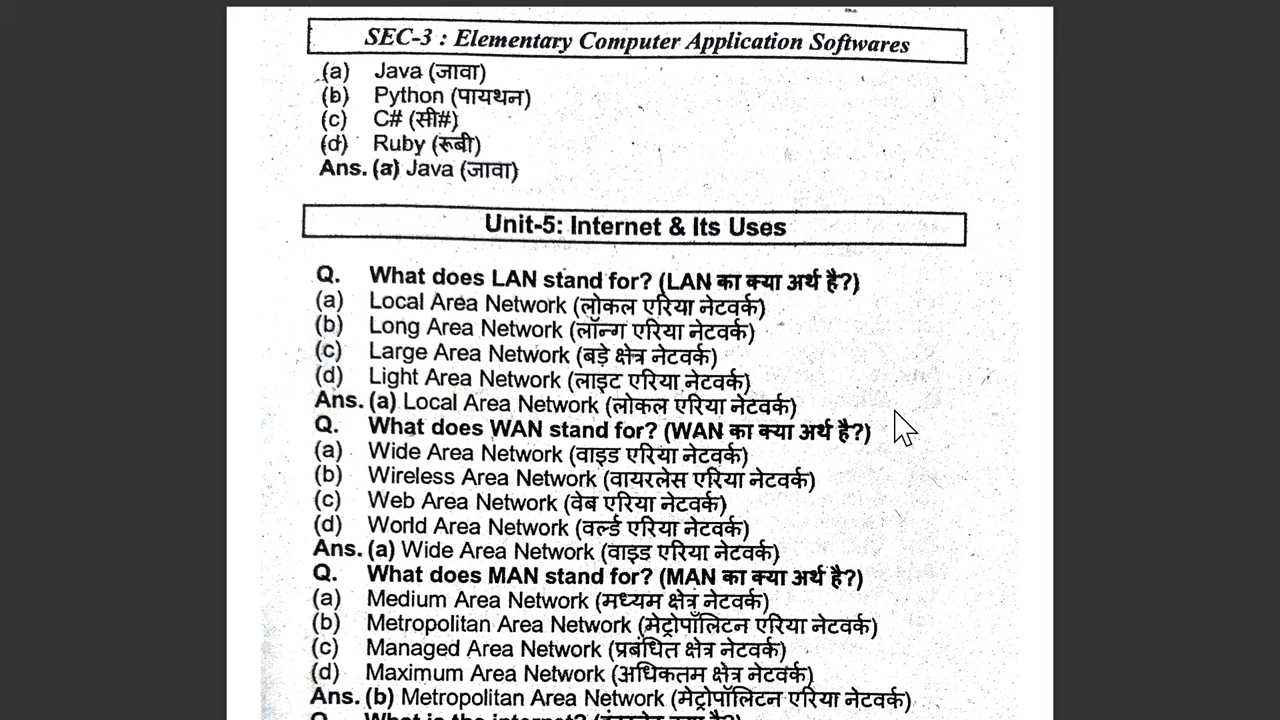 SEC-3 : Elementary Computer Application Softwares
(a) Java (जावा)
(b) Python (पायथन)
(c) C# (सी#)
(d) Ruby (रूबी)
Ans. (a) Java (जावा)
Unit-5: Internet & Its Uses
Q. What does LAN stand for? (LAN का क्या अर्थ है?)
(a) Local Area Network (लोकल एरिया नेटवर्क)
(b) Long Area Network (लॉन्ग एरिया नेटवर्क)
(c) Large Area Network (बड़े क्षेत्र नेटवर्क)
(d) Light Area Network (लाइट एरिया नेटवर्क)
Ans. (a) Local Area Network (लोकल एरिया नेटवर्क)
Q. What does WAN stand for? (WAN का क्या अर्थ है?)
(a) Wide Area Network (वाइड एरिया नेटवर्क)
(b) Wireless Area Network (वायरलेस एरिया नेटवर्क)
(c) Web Area Network (वेब एरिया नेटवर्क)
(d) World Area Network (वर्ल्ड एरिया नेटवर्क)
Ans. (a) Wide Area Network (वाइड एरिया नेटवर्क)
Q. What does MAN stand for? (MAN का क्या अर्थ है?)
(a) Medium Area Network (मध्यम क्षेत्र नेटवर्क)
(b) Metropolitan Area Network (मेट्रोपॉलिटन एरिया नेटवर्क)
(c) Managed Area Network (प्रबंधित क्षेत्र नेटवर्क)
(d) Maximum Area Network (अधिकतम क्षेत्र नेटवर्क)
Ans. (b) Metropolitan Area Network (मेट्रोपॉलिटन एरिया नेटवर्क)
Q. What is the internet? (इंटरनेट क्या है?)